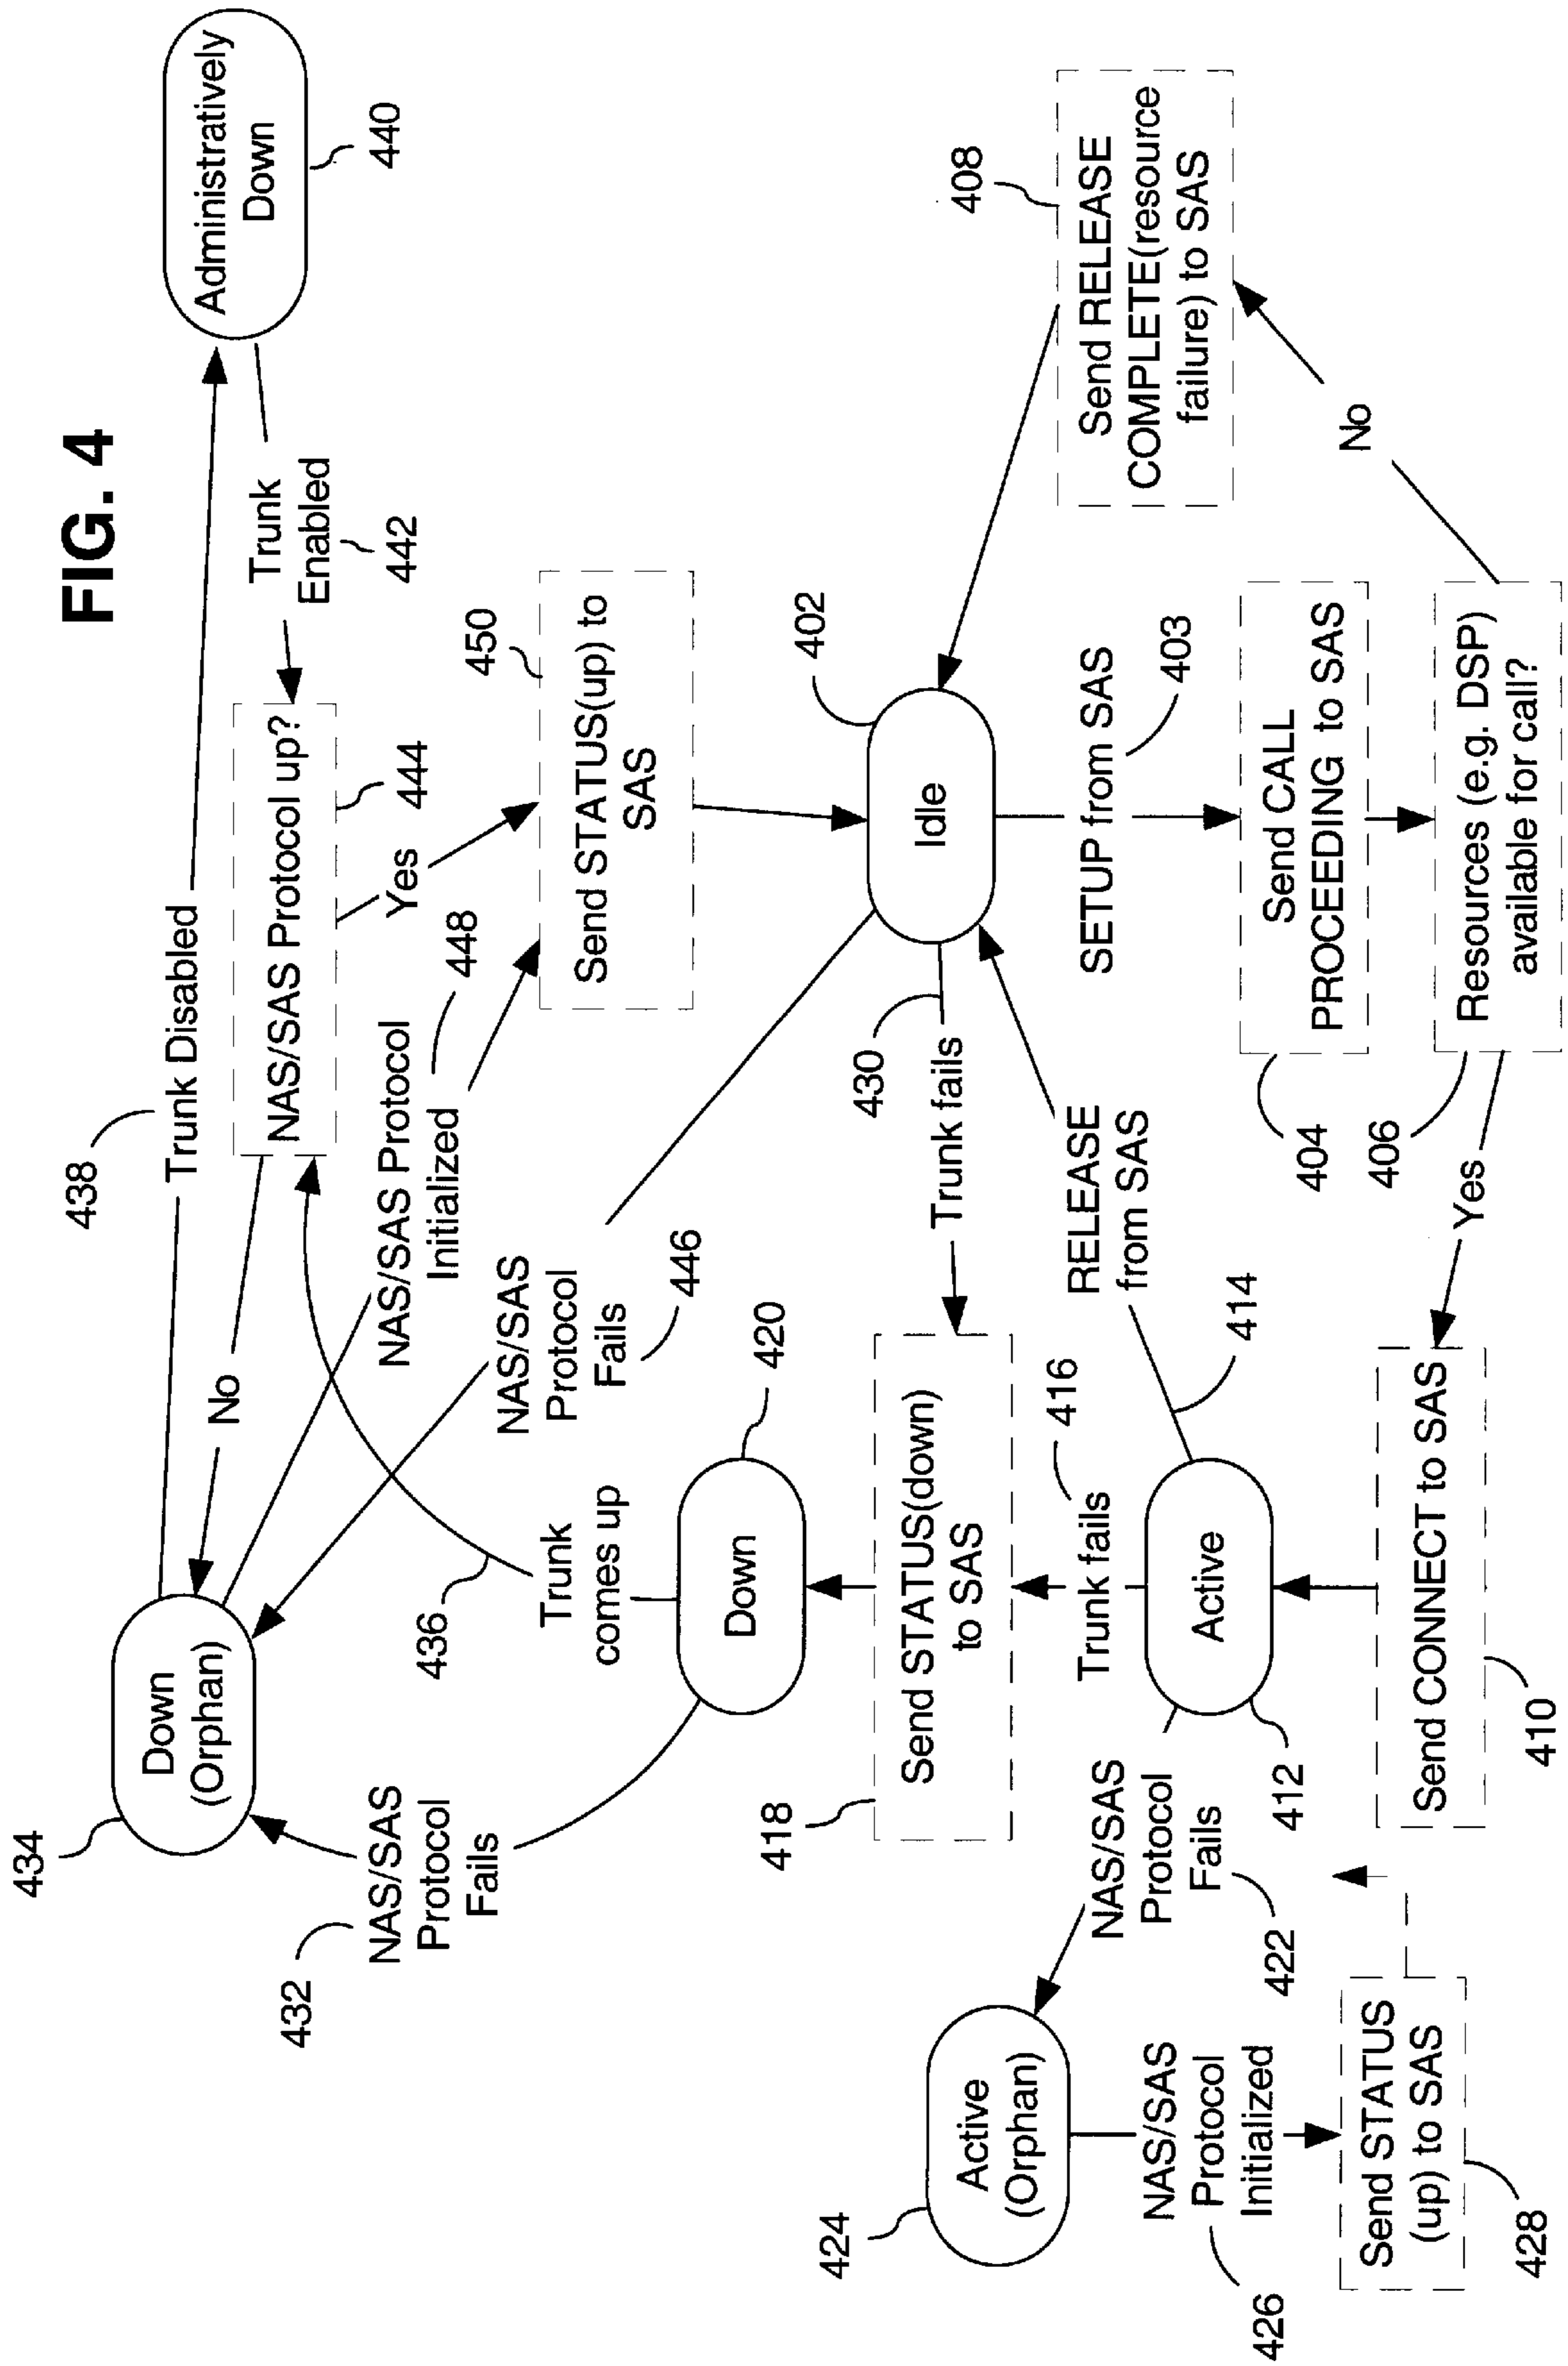 FIG. 4
Administratively
Down
440
Trunk Disabled
438
Trunk
Enabled
442
NAS/SAS Protocol up?
444
No
Yes
Down
(Orphan)
434
NAS/SAS
Protocol
Fails
432
NAS/SAS Protocol
Initialized
448
NAS/SAS
Protocol
Fails
446
Send STATUS(up) to
SAS
450
Trunk
comes up
436
Down
420
Idle
402
Send RELEASE
COMPLETE(resource
failure) to SAS
408
No
Trunk fails
430
Send STATUS(down)
to SAS
418
Trunk fails
416
RELEASE
from SAS
414
SETUP from SAS
403
Send CALL
PROCEEDING to SAS
404
Resources (e.g. DSP)
available for call?
406
Yes
Active
412
Send CONNECT to SAS
410
NAS/SAS
Protocol
Fails
422
Active
(Orphan)
424
NAS/SAS
Protocol
Initialized
426
Send STATUS
(up) to SAS
428